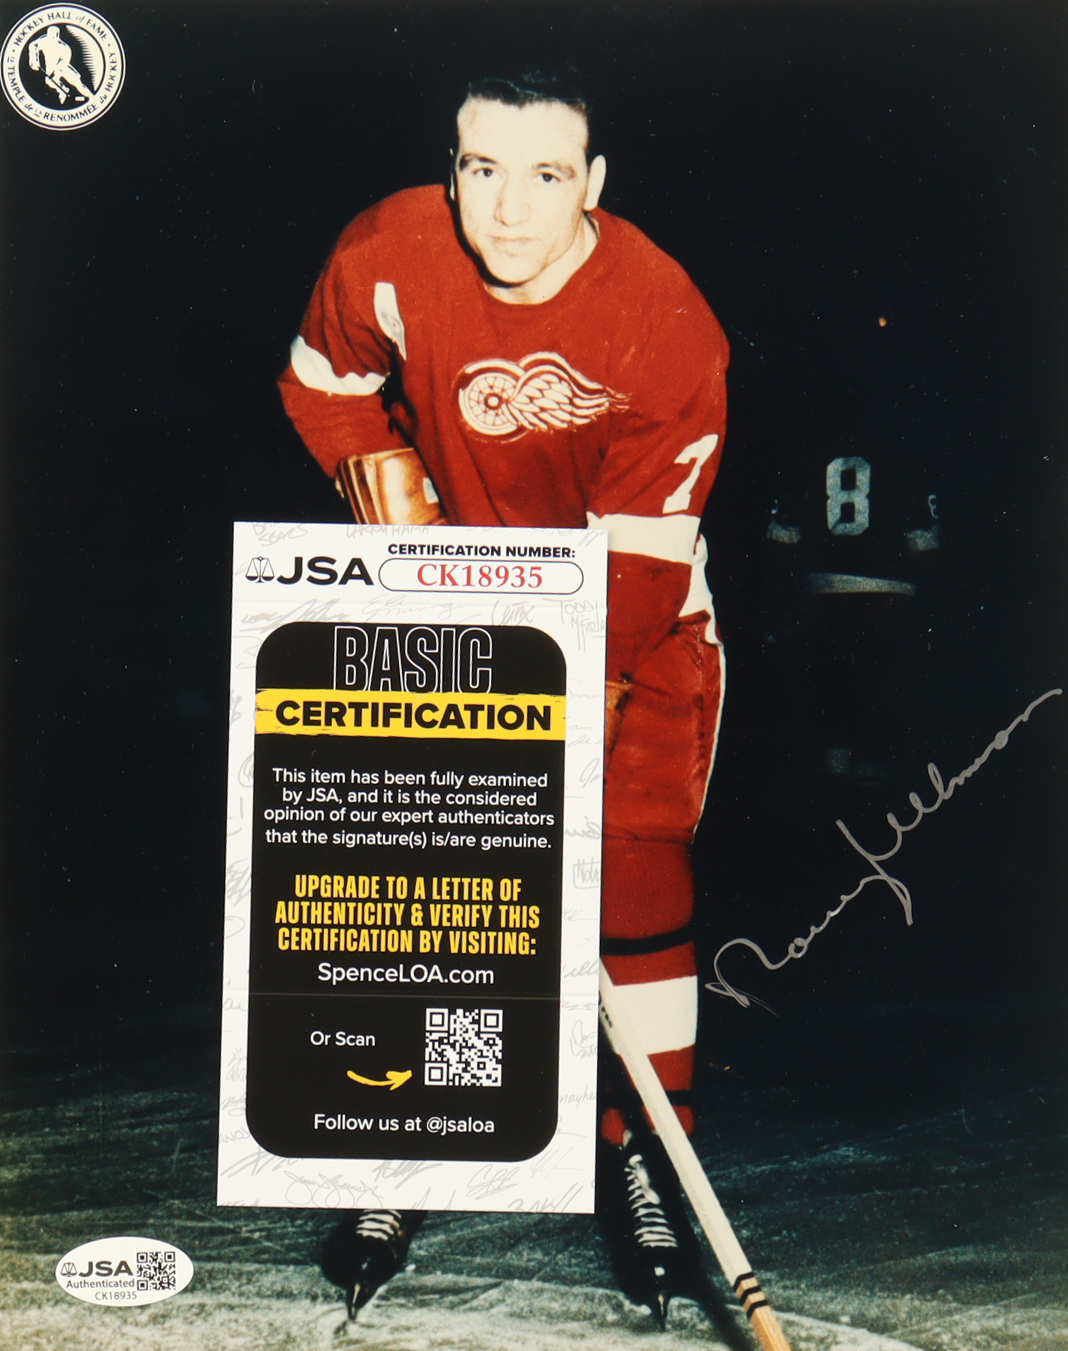 HOCKEY HALL of FAME
LE TEMPLE de la RENOMMÉE du HOCKEY
7
8
JSA
CERTIFICATION NUMBER:
CK18935
BASIC
CERTIFICATION
This item has been fully examined
by JSA, and it is the considered
opinion of our expert authenticators
that the signature(s) is/are genuine.
UPGRADE TO A LETTER OF
AUTHENTICITY & VERIFY THIS
CERTIFICATION BY VISITING:
SpenceLOA.com
Or Scan
Follow us at @jsaloa
Norm Ullman
JSA
Authenticated
CK18935